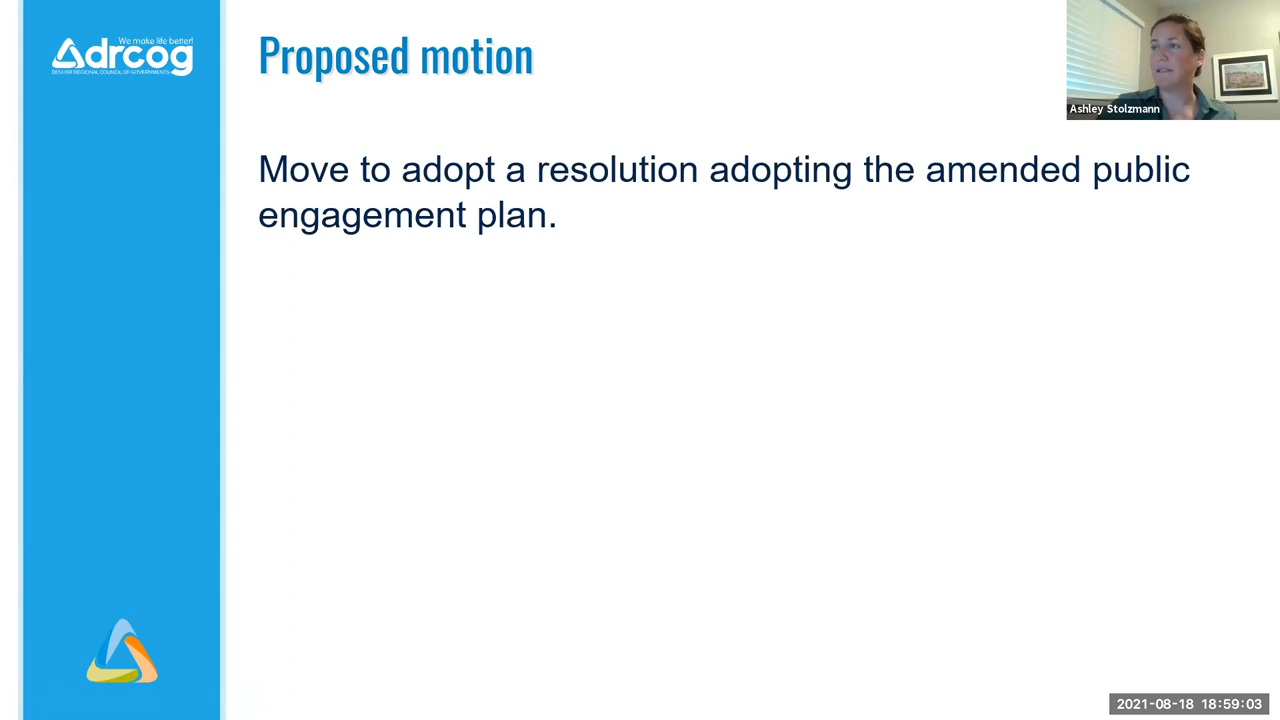 We make life better!
drcog
DENVER REGIONAL COUNCIL OF GOVERNMENTS
Proposed motion
Ashley Stolzmann
Move to adopt a resolution adopting the amended public
engagement plan.
2021-08-18 18:59:03